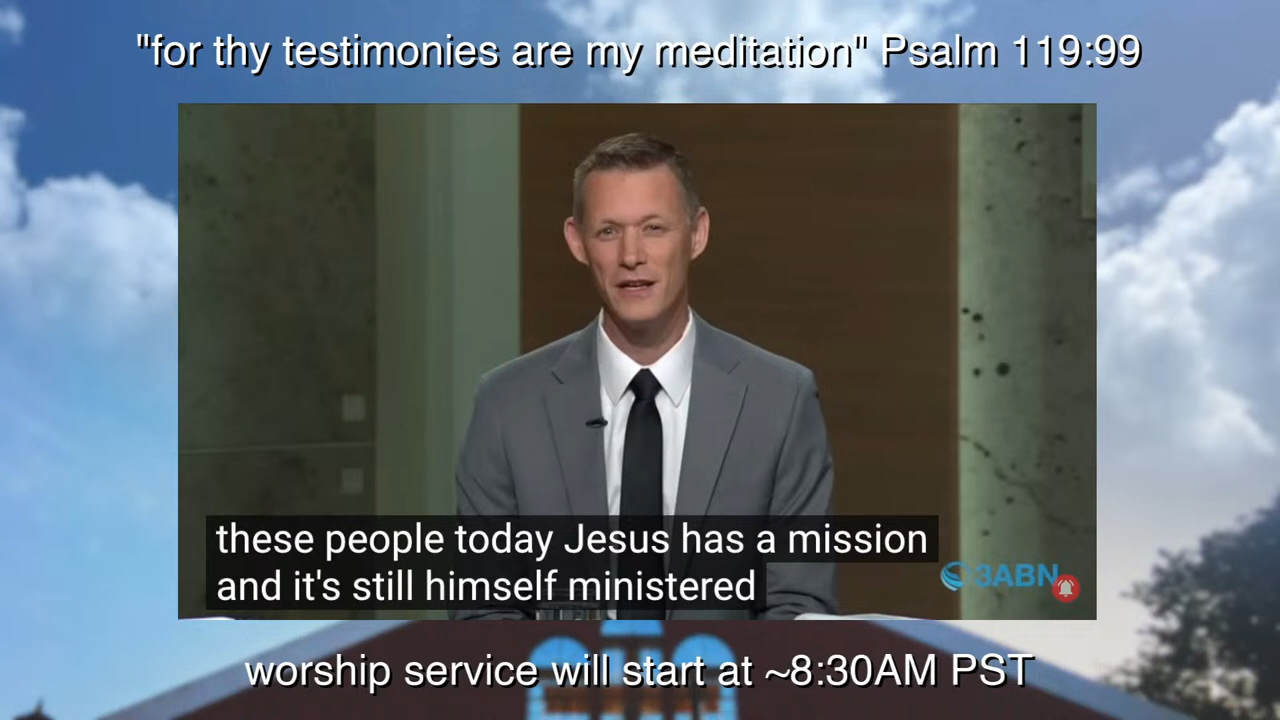 "for thy testimonies are my meditation" Psalm 119:99
these people today Jesus has a mission
and it's still himself ministered
3ABN
worship service will start at ~8:30AM PST